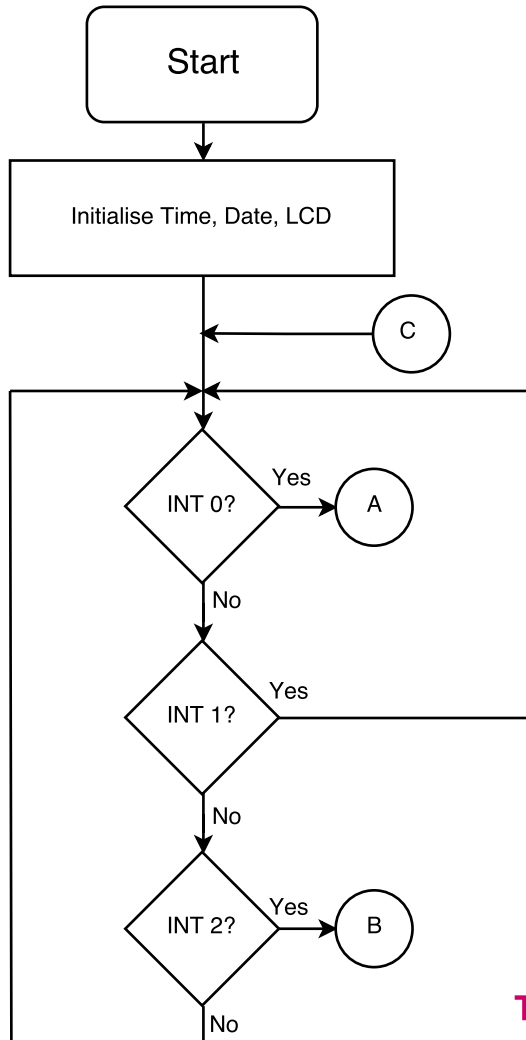 Start
Initialise Time, Date, LCD
C
INT 0?
Yes
A
No
INT 1?
Yes
No
INT 2?
Yes
B
No
T